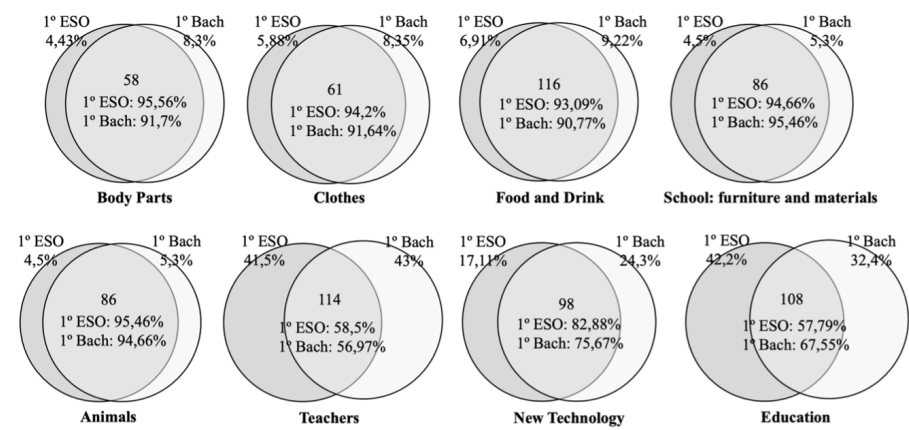 1º ESO 1º Bach
4,43% 8,3%
58
1º ESO: 95,56%
1º Bach: 91,7%
Body Parts
1º ESO 1º Bach
5,88% 8,35%
61
1º ESO: 94,2%
1º Bach: 91,64%
Clothes
1º ESO 1º Bach
6,91% 9,22%
116
1º ESO: 93,09%
1º Bach: 90,77%
Food and Drink
1º ESO 1º Bach
4,5% 5,3%
86
1º ESO: 94,66%
1º Bach: 95,46%
School: furniture and materials
1º ESO 1º Bach
4,5% 5,3%
86
1º ESO: 95,46%
1º Bach: 94,66%
Animals
1º ESO 1º Bach
41,5% 43%
114
1º ESO: 58,5%
1º Bach: 56,97%
Teachers
1º ESO 1º Bach
17,11% 24,3%
98
1º ESO: 82,88%
1º Bach: 75,67%
New Technology
1º ESO 1º Bach
42,2% 32,4%
108
1º ESO: 57,79%
1º Bach: 67,55%
Education